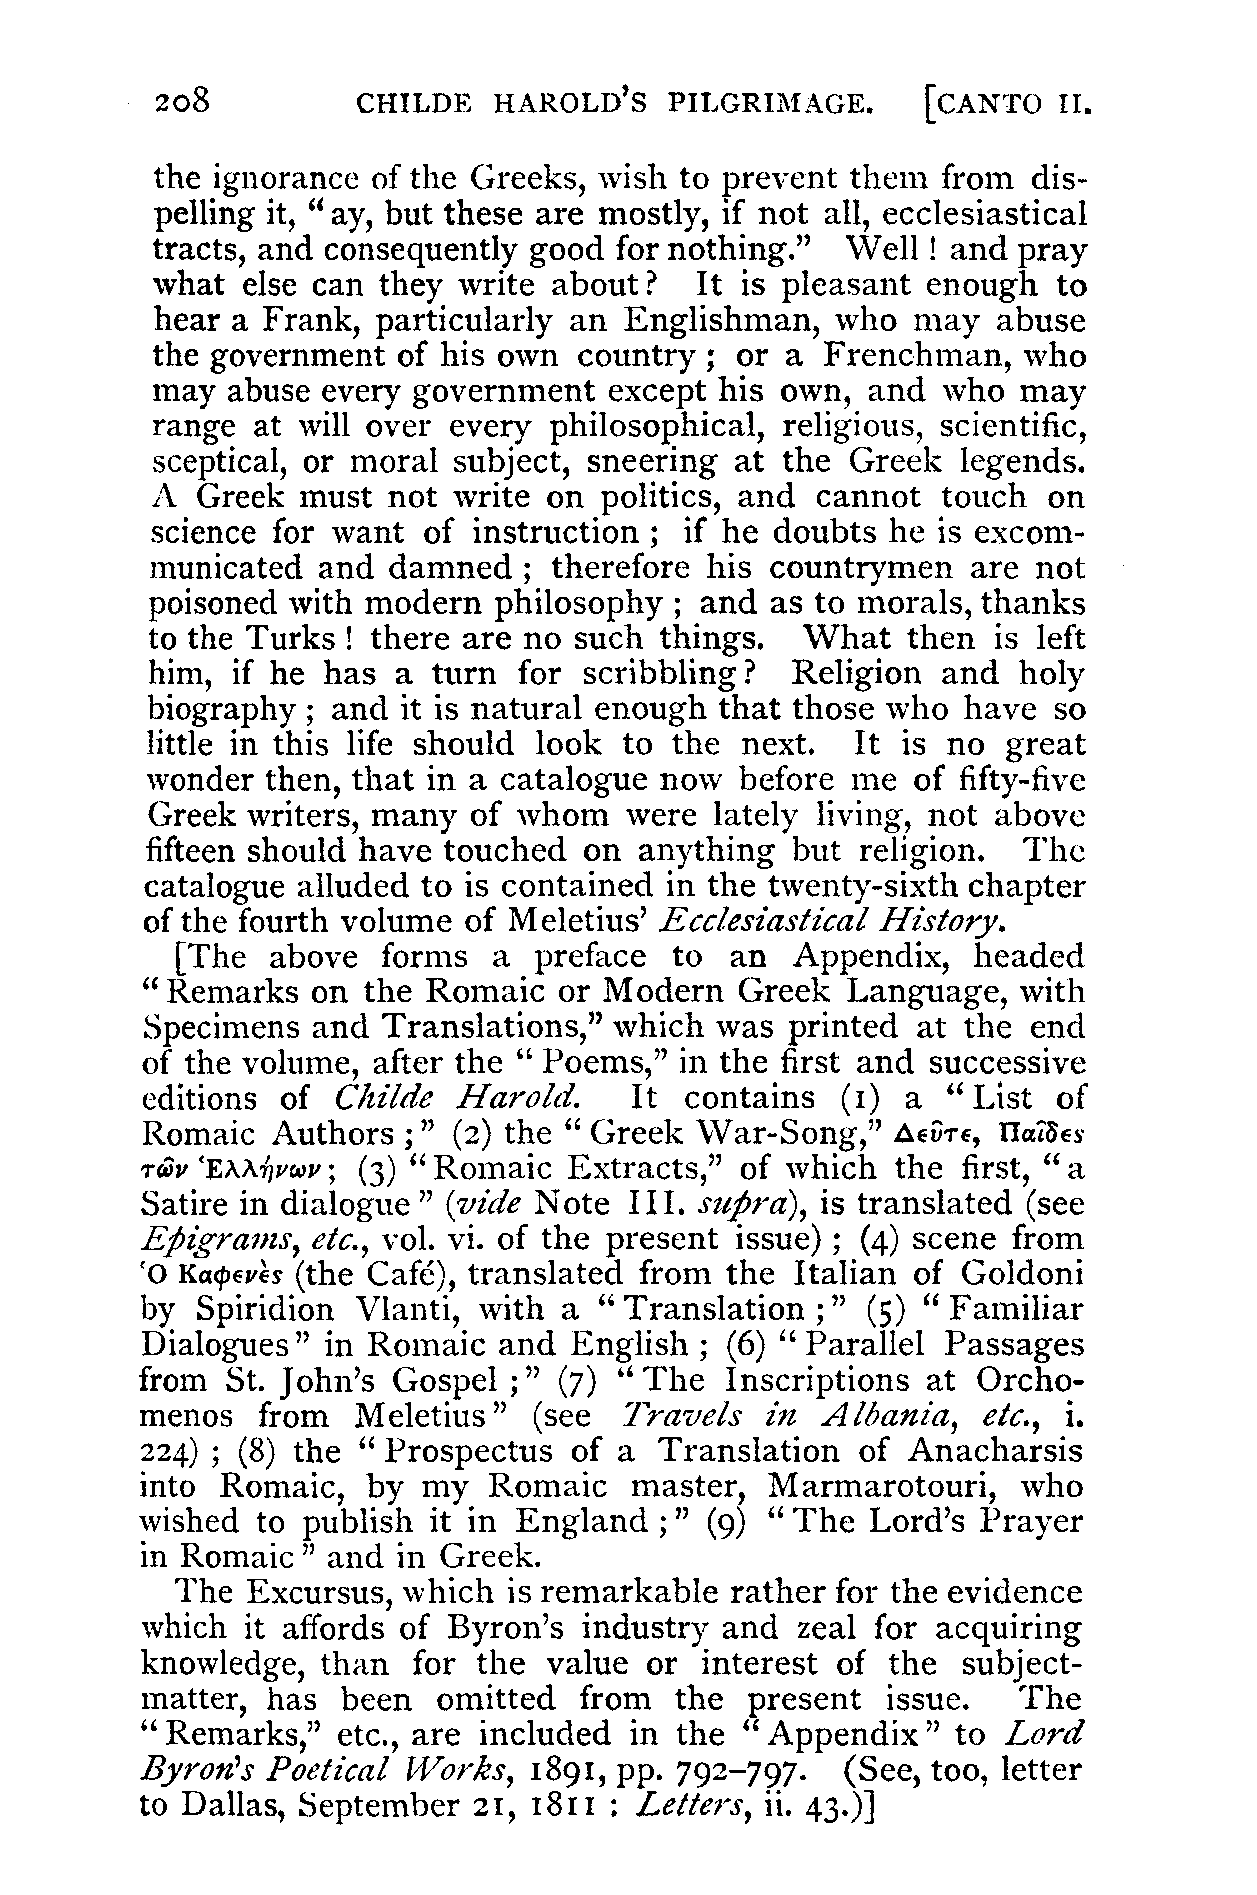 208 CHILDE HAROLD'S PILGRIMAGE. [CANTO II.
the ignorance of the Greeks, wish to prevent them from dis-
pelling it, “ay, but these are mostly, if not all, ecclesiastical
tracts, and consequently good for nothing.” Well! and pray
what else can they write about? It is pleasant enough to
hear a Frank, particularly an Englishman, who may abuse
the government of his own country; or a Frenchman, who
may abuse every government except his own, and who may
range at will over every philosophical, religious, scientific,
sceptical, or moral subject, sneering at the Greek legends.
A Greek must not write on politics, and cannot touch on
science for want of instruction; if he doubts he is excom-
municated and damned; therefore his countrymen are not
poisoned with modern philosophy; and as to morals, thanks
to the Turks! there are no such things. What then is left
him, if he has a turn for scribbling? Religion and holy
biography; and it is natural enough that those who have so
little in this life should look to the next. It is no great
wonder then, that in a catalogue now before me of fifty-five
Greek writers, many of whom were lately living, not above
fifteen should have touched on anything but religion. The
catalogue alluded to is contained in the twenty-sixth chapter
of the fourth volume of Meletius' Ecclesiastical History.
[The above forms a preface to an Appendix, headed
“Remarks on the Romaic or Modern Greek Language, with
Specimens and Translations,” which was printed at the end
of the volume, after the “Poems,” in the first and successive
editions of Childe Harold. It contains (1) a “List of
Romaic Authors;” (2) the “Greek War-Song,” Δεῦτε, Παῖδες
τῶν Ἑλλήνων; (3) “Romaic Extracts,” of which the first, “a
Satire in dialogue” (vide Note III. supra), is translated (see
Epigrams, etc., vol. vi. of the present issue); (4) scene from
Ὁ Καφενὲς (the Café), translated from the Italian of Goldoni
by Spiridion Vlanti, with a “Translation;” (5) “Familiar
Dialogues” in Romaic and English; (6) “Parallel Passages
from St. John's Gospel;” (7) “The Inscriptions at Orcho-
menos from Meletius” (see Travels in Albania, etc., i.
224); (8) the “Prospectus of a Translation of Anacharsis
into Romaic, by my Romaic master, Marmarotouri, who
wished to publish it in England;” (9) “The Lord's Prayer
in Romaic” and in Greek.
The Excursus, which is remarkable rather for the evidence
which it affords of Byron's industry and zeal for acquiring
knowledge, than for the value or interest of the subject-
matter, has been omitted from the present issue. The
“Remarks,” etc., are included in the “Appendix” to Lord
Byron's Poetical Works, 1891, pp. 792–797. (See, too, letter
to Dallas, September 21, 1811: Letters, ii. 43.)]